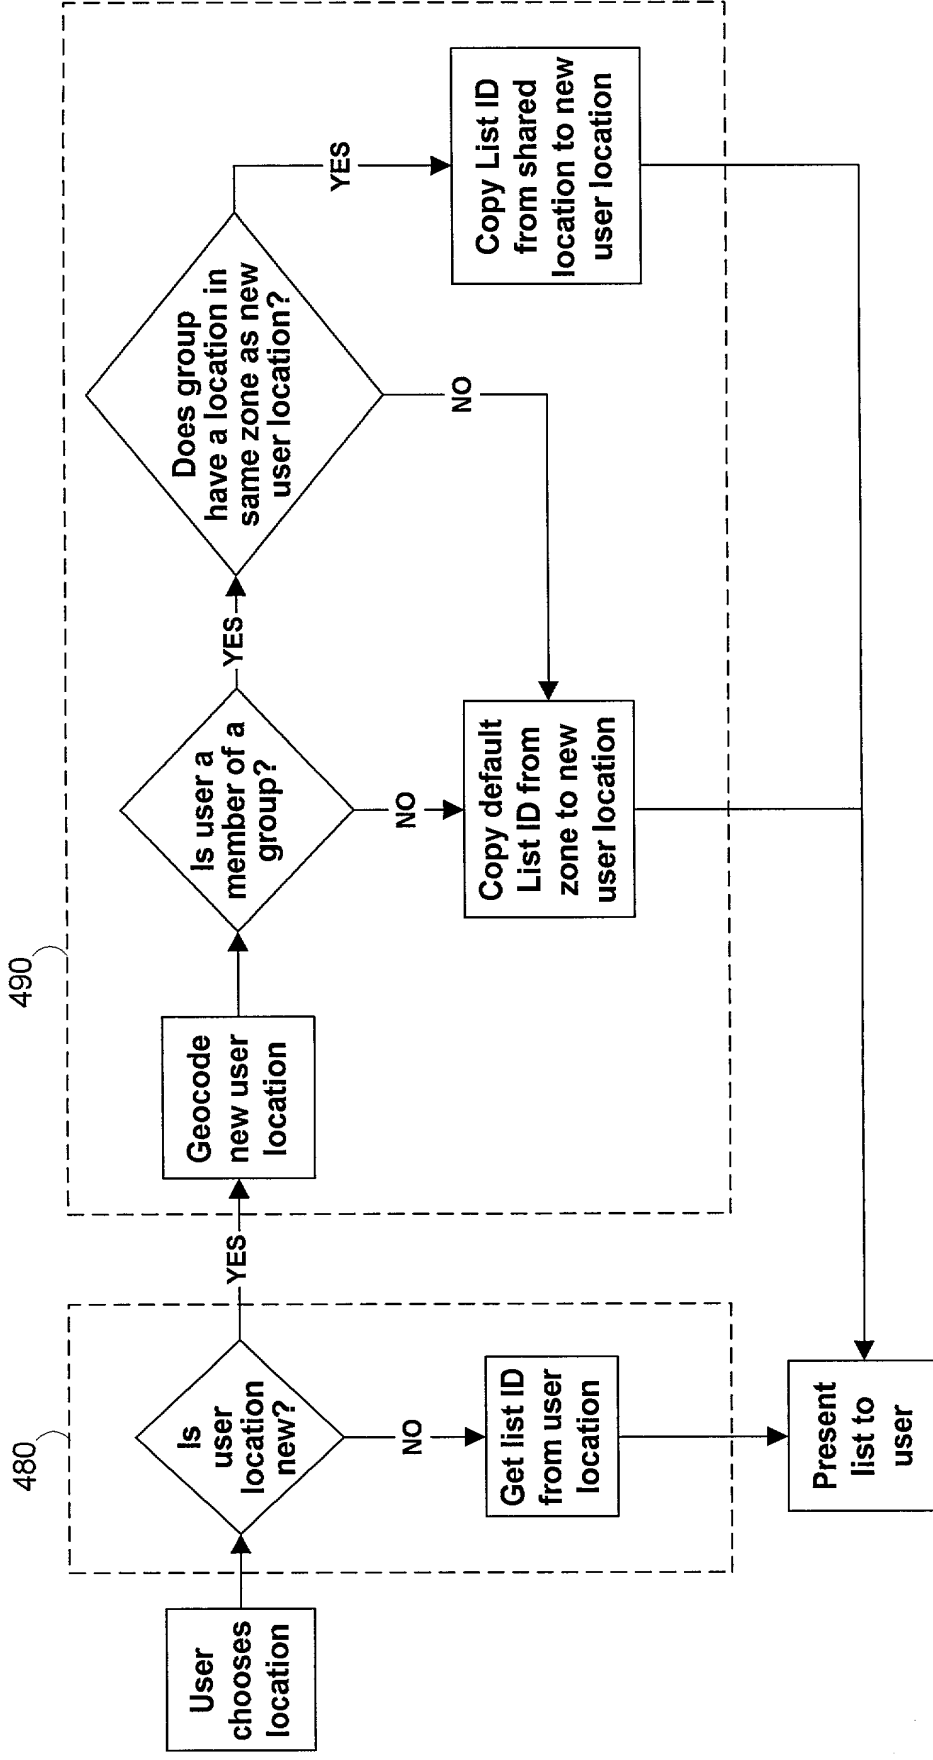 480
490
User
chooses
location
Is
user
location
new?
YES
NO
Get list ID
from user
location
Present
list to
user
Geocode
new user
location
Is user a
member of a
group?
YES
NO
Copy default
List ID from
zone to new
user location
Does group
have a location in
same zone as new
user location?
YES
NO
Copy List ID
from shared
location to new
user location